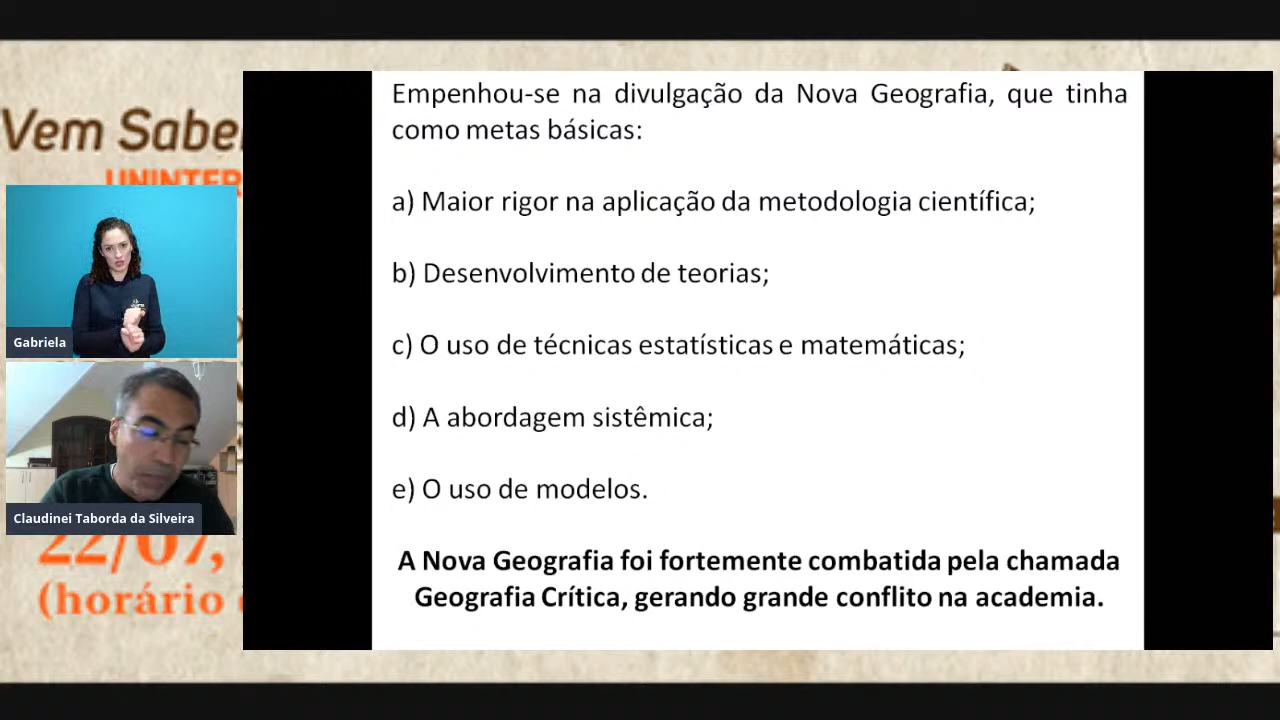 Vem Sabe
UNINTER
Empenhou-se na divulgação da Nova Geografia, que tinha
como metas básicas:
a) Maior rigor na aplicação da metodologia científica;
b) Desenvolvimento de teorias;
c) O uso de técnicas estatísticas e matemáticas;
d) A abordagem sistêmica;
e) O uso de modelos.
A Nova Geografia foi fortemente combatida pela chamada
Geografia Crítica, gerando grande conflito na academia.
Gabriela
Claudinei Taborda da Silveira
22/07,
(horário